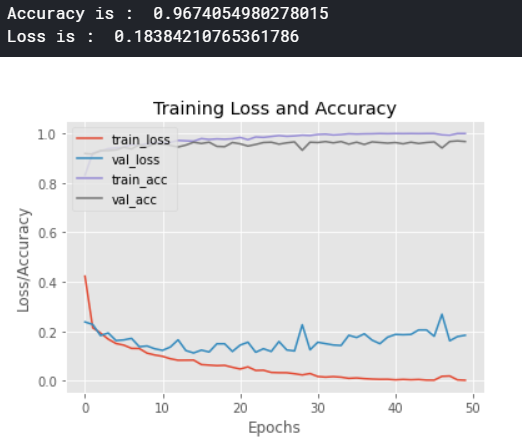 Accuracy is :  0.9674054980278015
Loss is :  0.18384210765361786
Training Loss and Accuracy
1.0
0.8
0.6
0.4
0.2
0.0
Loss/Accuracy
train_loss
val_loss
train_acc
val_acc
0 10 20 30 40 50
Epochs